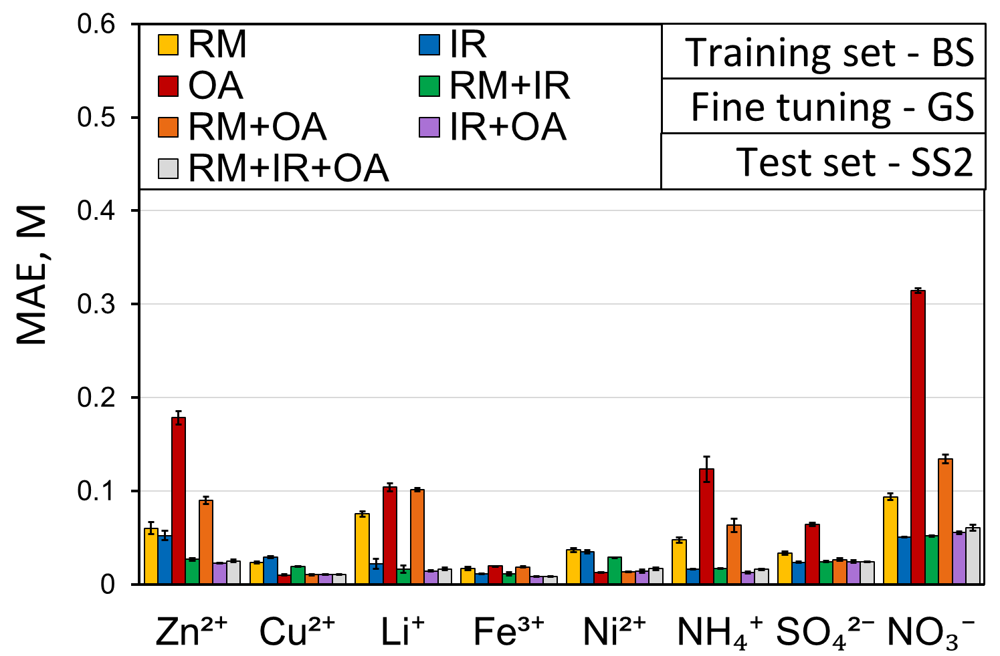 0.6
0.5
0.4
0.3
0.2
0.1
0
MAE, M
RM
IR
OA
RM+IR
RM+OA
IR+OA
RM+IR+OA
Training set - BS
Fine tuning - GS
Test set - SS2
Zn²⁺ Cu²⁺ Li⁺ Fe³⁺ Ni²⁺ NH₄⁺ SO₄²⁻ NO₃⁻